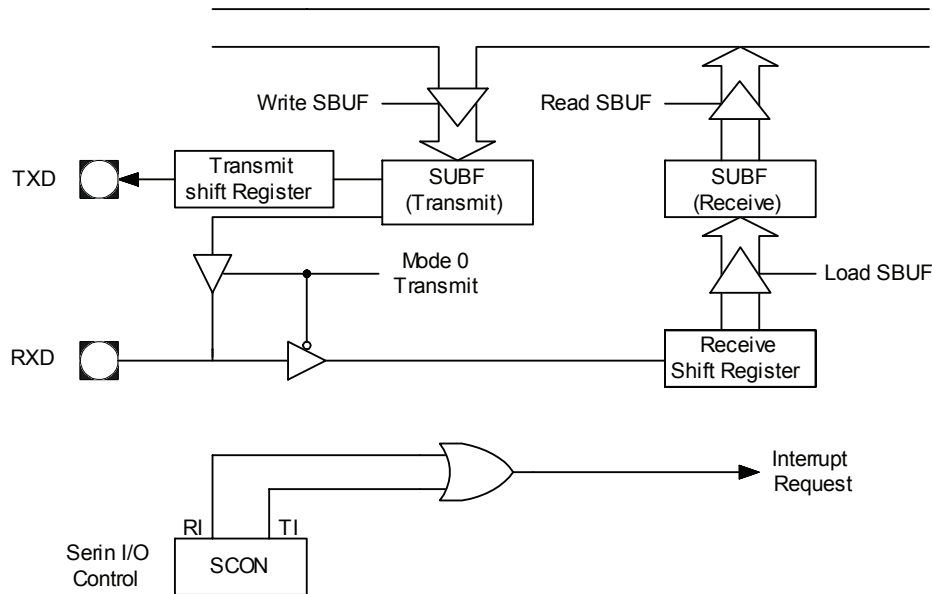 Write SBUF
Read SBUF
TXD
Transmit
shift Register
SUBF
(Transmit)
SUBF
(Receive)
Mode 0
Transmit
Load SBUF
RXD
Receive
Shift Register
Interrupt
Request
RI
TI
Serin I/O
Control
SCON